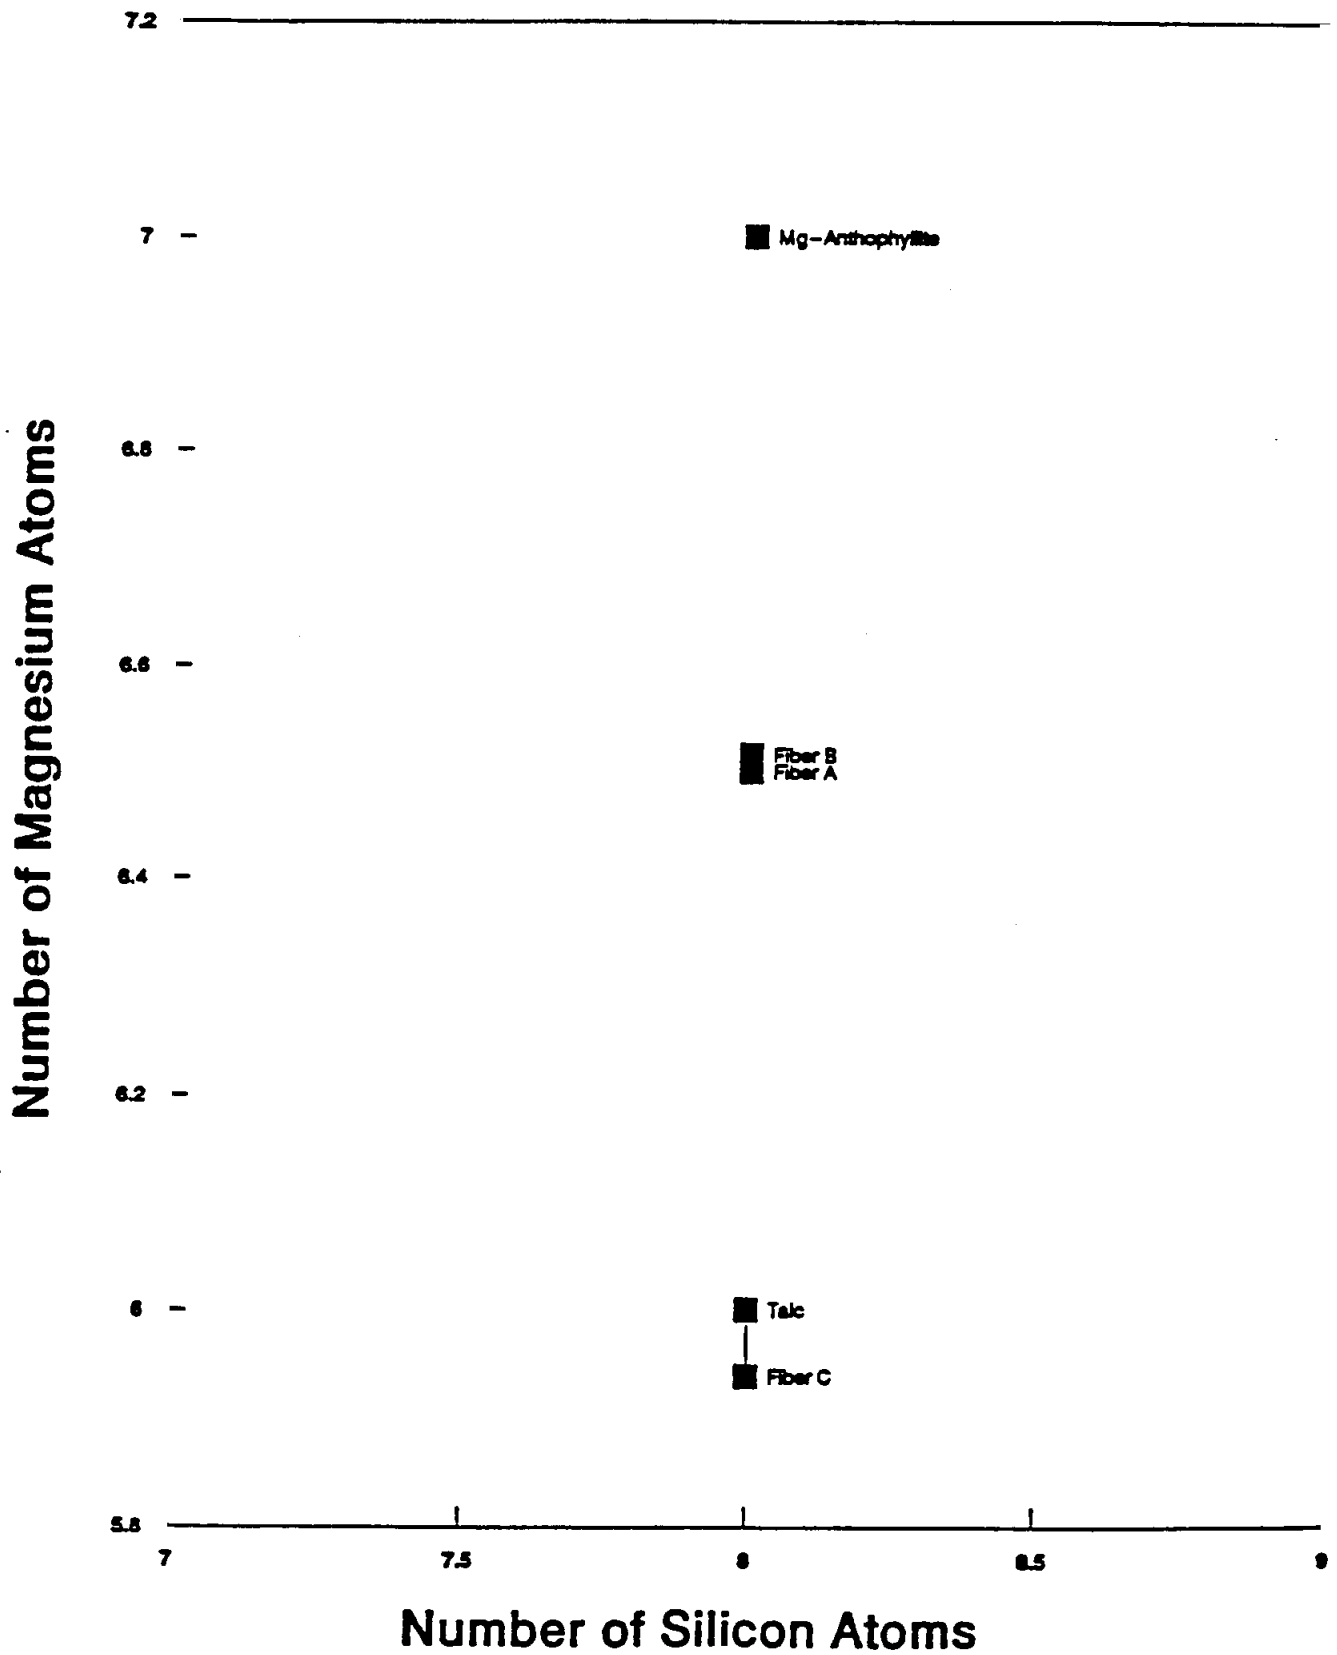 7.2
7
Mg-Anthophyllite
6.8
6.6
Fiber B
Fiber A
6.4
6.2
6
Talc
Fiber C
5.8
7
7.5
8
8.5
9
Number of Silicon Atoms
Number of Magnesium Atoms